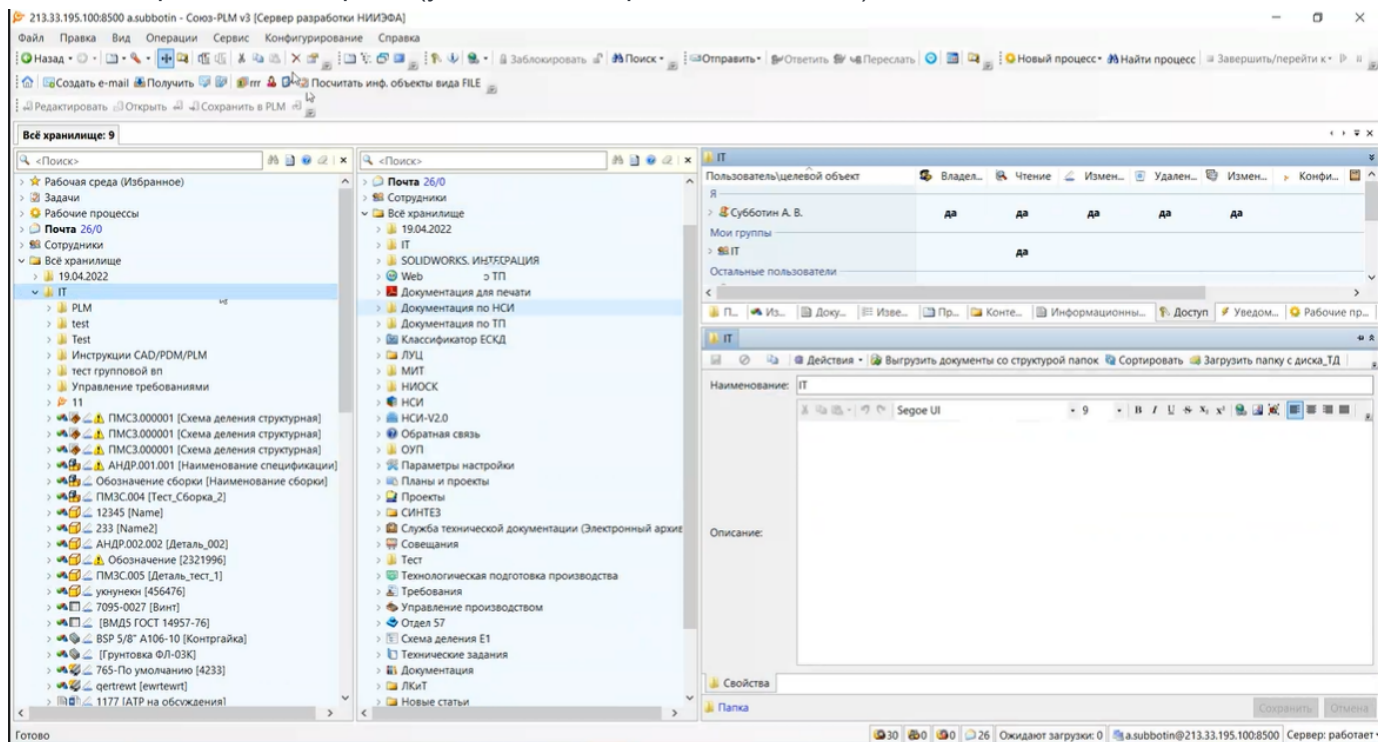 213.33.195.100:8500 a.subbotin - Союз-PLM v3 [Сервер разработки НИИЭФА]
Файл Правка Вид Операции Сервис Конфигурирование Справка
Назад Заблокировать Поиск Отправить Ответить Переслать Новый процесс Найти процесс Завершить/перейти к
Создать e-mail Получить rrr Посчитать инф. объекты вида FILE
Редактировать Открыть Сохранить в PLM
Всё хранилище: 9
<Поиск>
Рабочая среда (Избранное)
Задачи
Рабочие процессы
Почта 26/0
Сотрудники
Всё хранилище
19.04.2022
IT
PLM
test
Test
Инструкции CAD/PDM/PLM
тест групповой вп
Управление требованиями
11
ПМСЗ.000001 [Схема деления структурная]
ПМСЗ.000001 [Схема деления структурная]
ПМСЗ.000001 [Схема деления структурная]
АНДР.001.001 [Наименование спецификации]
Обозначение сборки [Наименование сборки]
ПМЗС.004 [Тест_Сборка_2]
12345 [Name]
233 [Name2]
АНДР.002.002 [Деталь_002]
Обозначение [2321996]
ПМЗС.005 [Деталь_тест_1]
укнунекн [456476]
7095-0027 [Винт]
[ВМД5 ГОСТ 14957-76]
BSP 5/8" A106-10 [Контргайка]
[Грунтовка ФЛ-03К]
765-По умолчанию [4233]
qertrewt [ewrtewrt]
1177 [АТР на обсуждения]
<Поиск>
Почта 26/0
Сотрудники
Всё хранилище
19.04.2022
IT
SOLIDWORKS. ИНТЕГРАЦИЯ
Web ТП
Документация для печати
Документация по НСИ
Документация по ТП
Классификатор ЕСКД
ЛУЦ
МИТ
НИОСК
НСИ
НСИ-V2.0
Обратная связь
ОУП
Параметры настройки
Планы и проекты
Проекты
СИНТЕЗ
Служба технической документации (Электронный архив
Совещания
Тест
Технологическая подготовка производства
Требования
Управление производством
Отдел 57
Схема деления Е1
Технические задания
Документация
ЛКиТ
Новые статьи
IT
Пользователь\целевой объект Владел... Чтение Измен... Удален... Измен... Конфи...
Я
Субботин А. В. да да да да да
Мои группы
IT да
Остальные пользователи
П... Из... Доку... Изве... Пр... Конте... Информационны... Доступ Уведом... Рабочие пр...
IT
Действия Выгрузить документы со структурой папок Сортировать Загрузить папку с диска_ТД
Наименование: IT
Segoe UI 9 B I U
Описание:
Свойства
Папка Сохранить Отмена
Готово 30 0 0 26 Ожидают загрузки: 0 a.subbotin@213.33.195.100:8500 Сервер: работает